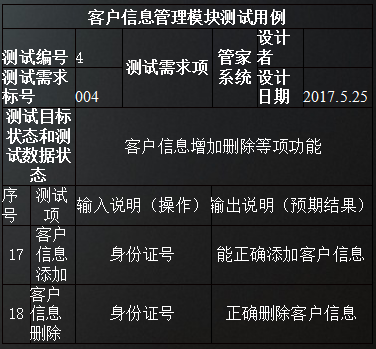 客户信息管理模块测试用例
测试编号 4 测试需求项 管家系统 设计者
测试需求标号 004 设计日期 2017.5.25
测试目标状态和测试数据状态 客户信息增加删除等项功能
序号 测试项 输入说明（操作） 输出说明（预期结果）
17 客户信息添加 身份证号 能正确添加客户信息
18 客户信息删除 身份证号 正确删除客户信息